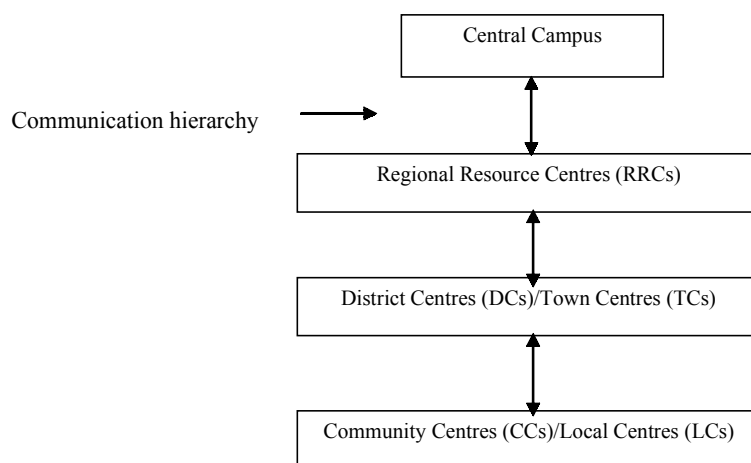 Central Campus
Communication hierarchy
Regional Resource Centres (RRCs)
District Centres (DCs)/Town Centres (TCs)
Community Centres (CCs)/Local Centres (LCs)